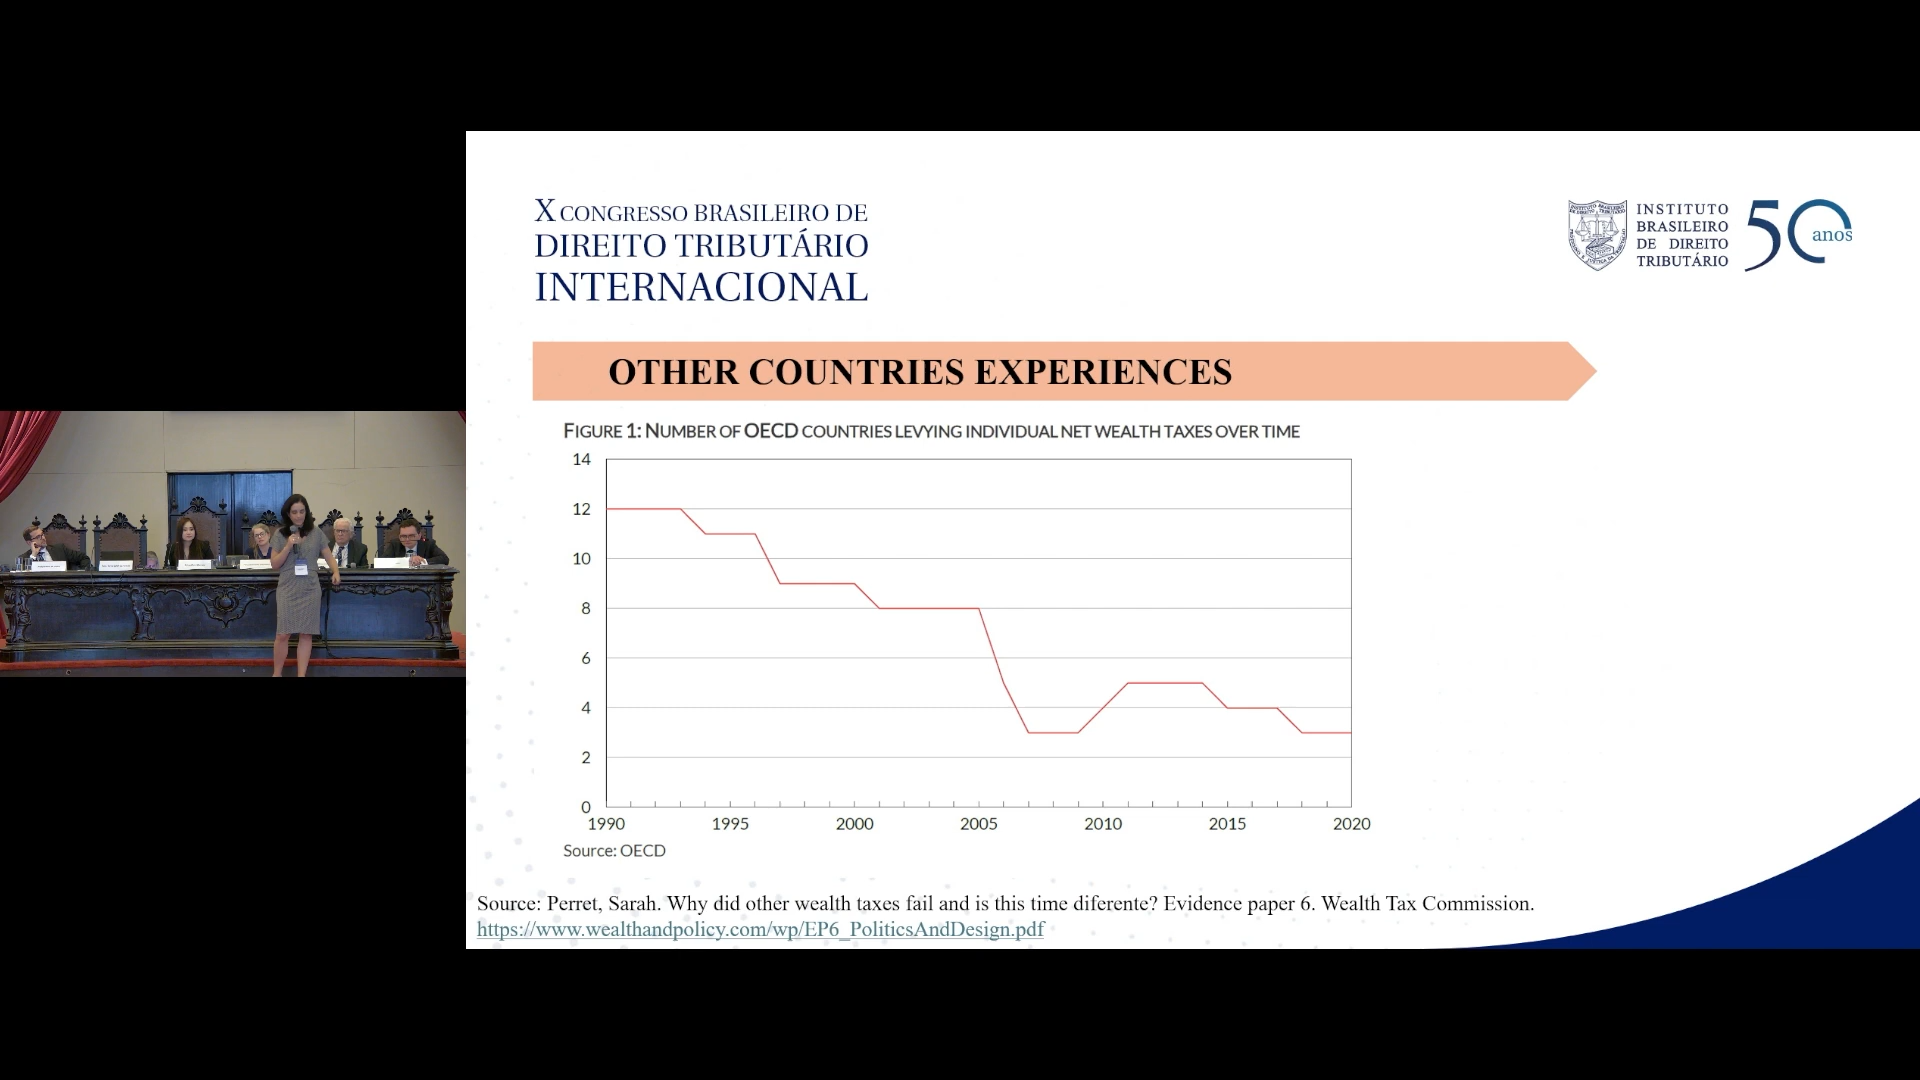 X CONGRESSO BRASILEIRO DE
DIREITO TRIBUTÁRIO
INTERNACIONAL
INSTITUTO
BRASILEIRO
DE DIREITO
TRIBUTÁRIO
50 anos
OTHER COUNTRIES EXPERIENCES
FIGURE 1: NUMBER OF OECD COUNTRIES LEVYING INDIVIDUAL NET WEALTH TAXES OVER TIME
14
12
10
8
6
4
2
0
1990 1995 2000 2005 2010 2015 2020
Source: OECD
Source: Perret, Sarah. Why did other wealth taxes fail and is this time diferente? Evidence paper 6. Wealth Tax Commission.
https://www.wealthandpolicy.com/wp/EP6_PoliticsAndDesign.pdf